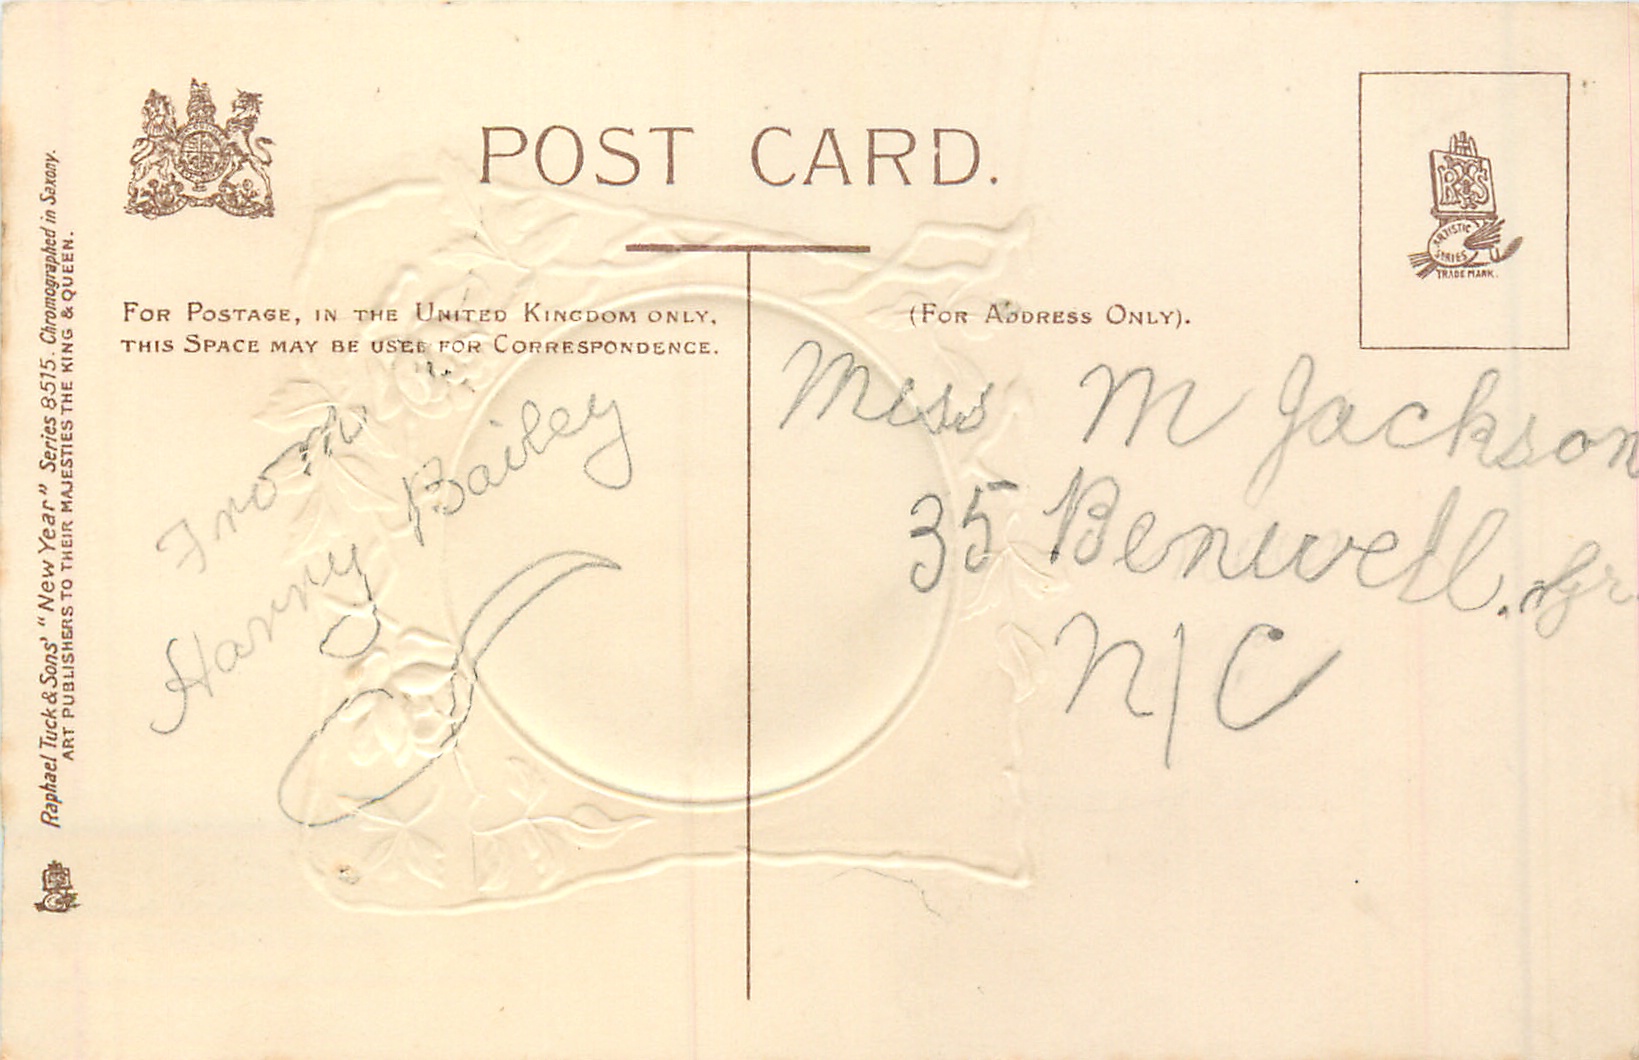 POST CARD.
FOR POSTAGE, IN THE UNITED KINGDOM ONLY,
THIS SPACE MAY BE USED FOR CORRESPONDENCE.
(FOR ADDRESS ONLY).
From
Harry Bailey
Miss M Jackson
35 Benwell. Gr.
N/C
RTS
ARTISTIC
SERIES
TRADE MARK.
Raphael Tuck & Sons' "New Year" Series 8515. Chromographed in Saxony.
ART PUBLISHERS TO THEIR MAJESTIES THE KING & QUEEN.